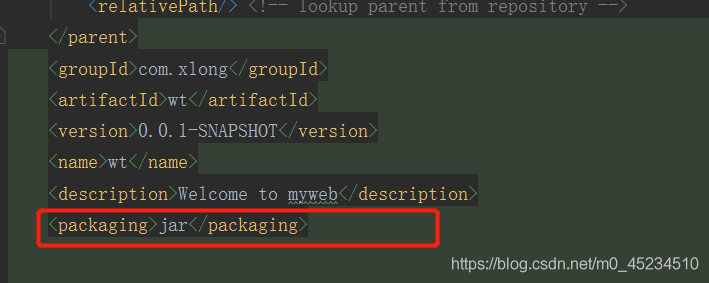 <relativePath/> <!-- lookup parent from repository -->
</parent>
<groupId>com.xlong</groupId>
<artifactId>wt</artifactId>
<version>0.0.1-SNAPSHOT</version>
<name>wt</name>
<description>Welcome to myweb</description>
<packaging>jar</packaging>
https://blog.csdn.net/m0_45234510